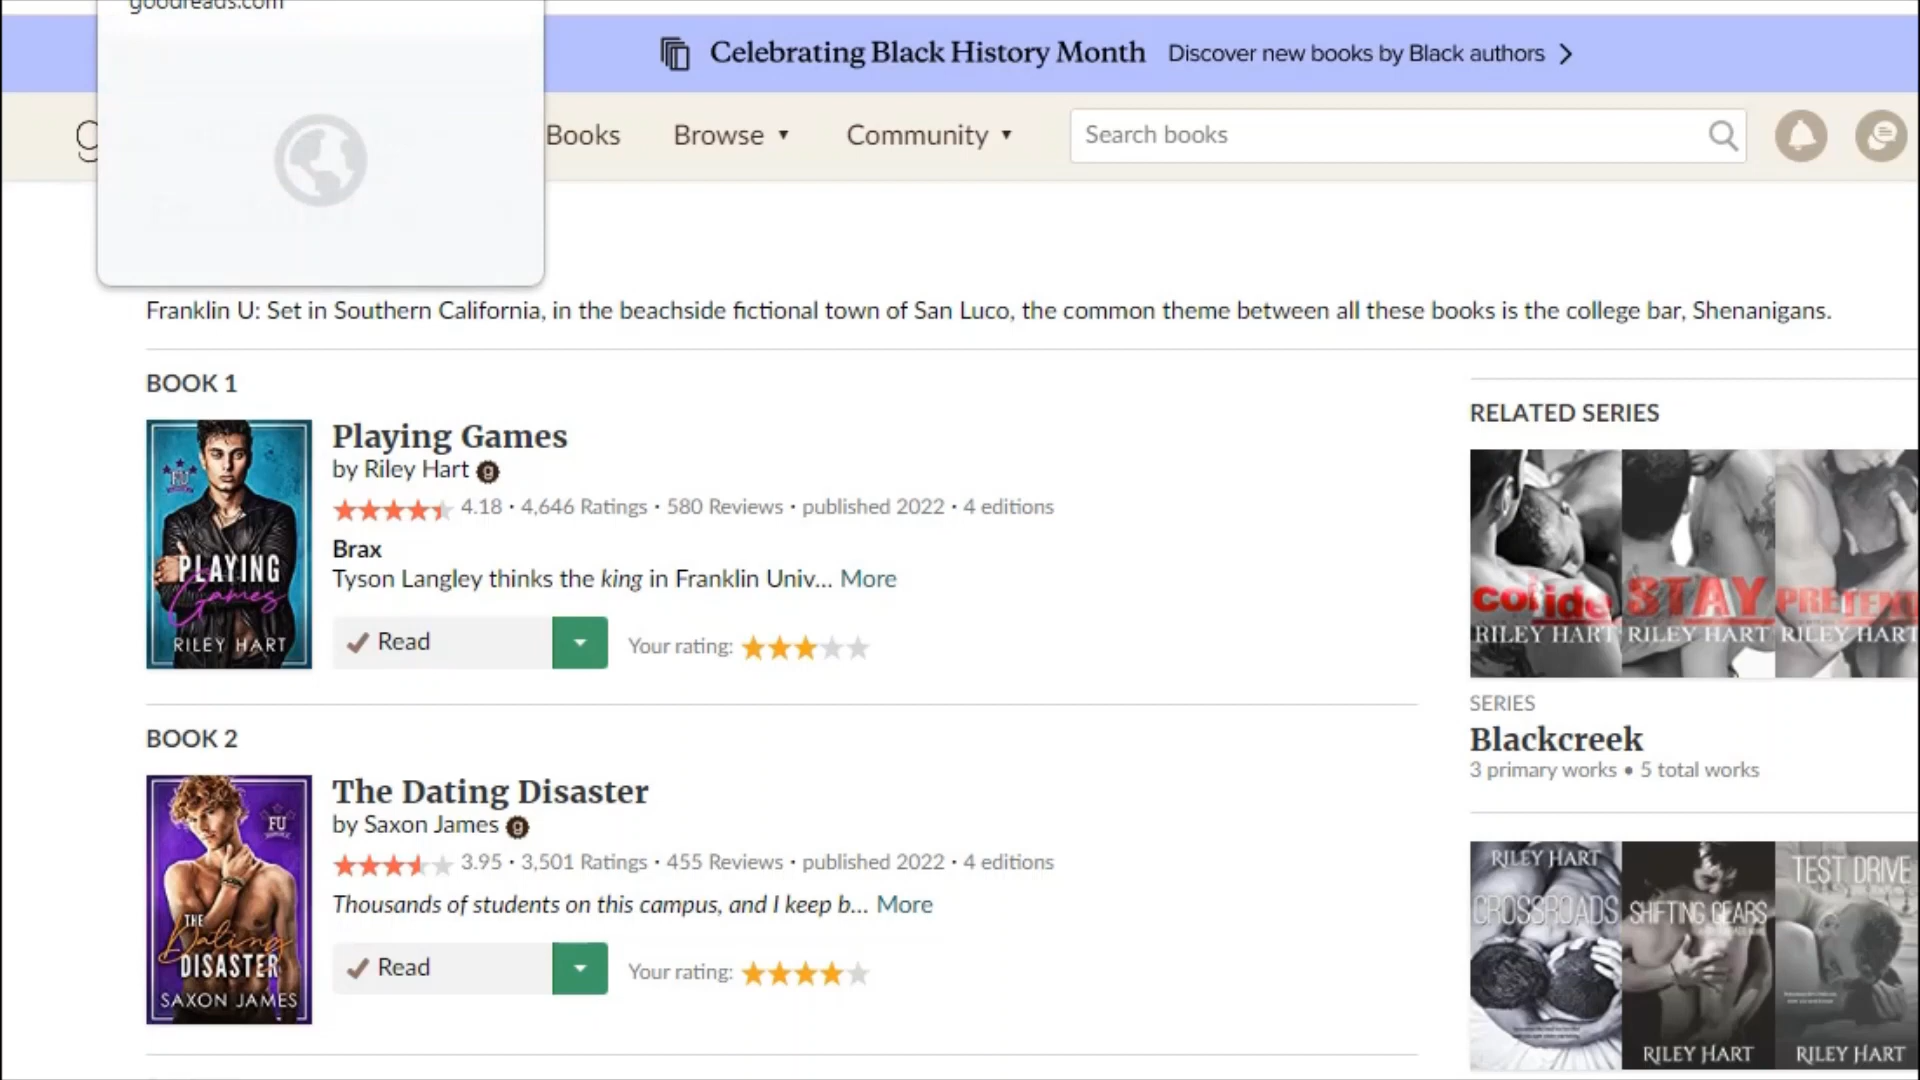 goodreads.com
Celebrating Black History Month Discover new books by Black authors
g Books Browse Community Search books
Franklin U: Set in Southern California, in the beachside fictional town of San Luco, the common theme between all these books is the college bar, Shenanigans.
BOOK 1
FU
PLAYING
Games
RILEY HART
Playing Games
by Riley Hart g
4.18 · 4,646 Ratings · 580 Reviews · published 2022 · 4 editions
Brax
Tyson Langley thinks the king in Franklin Univ... More
Read
Your rating:
BOOK 2
FU
THE
Dating
DISASTER
SAXON JAMES
The Dating Disaster
by Saxon James g
3.95 · 3,501 Ratings · 455 Reviews · published 2022 · 4 editions
Thousands of students on this campus, and I keep b... More
Read
Your rating:
RELATED SERIES
collide STAY PRETEND
RILEY HART RILEY HART RILEY HART
SERIES
Blackcreek
3 primary works • 5 total works
RILEY HART
CROSSROADS
SHIFTING GEARS
RILEY HART
TEST DRIVE
RILEY HART